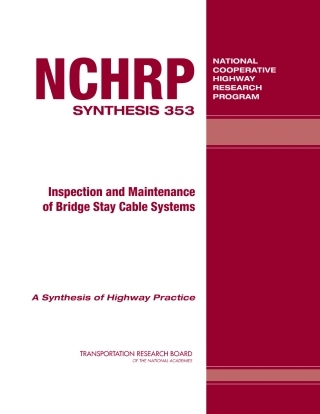 NCHRP
SYNTHESIS 353
NATIONAL
COOPERATIVE
HIGHWAY
RESEARCH
PROGRAM
Inspection and Maintenance
of Bridge Stay Cable Systems
A Synthesis of Highway Practice
TRANSPORTATION RESEARCH BOARD
OF THE NATIONAL ACADEMIES